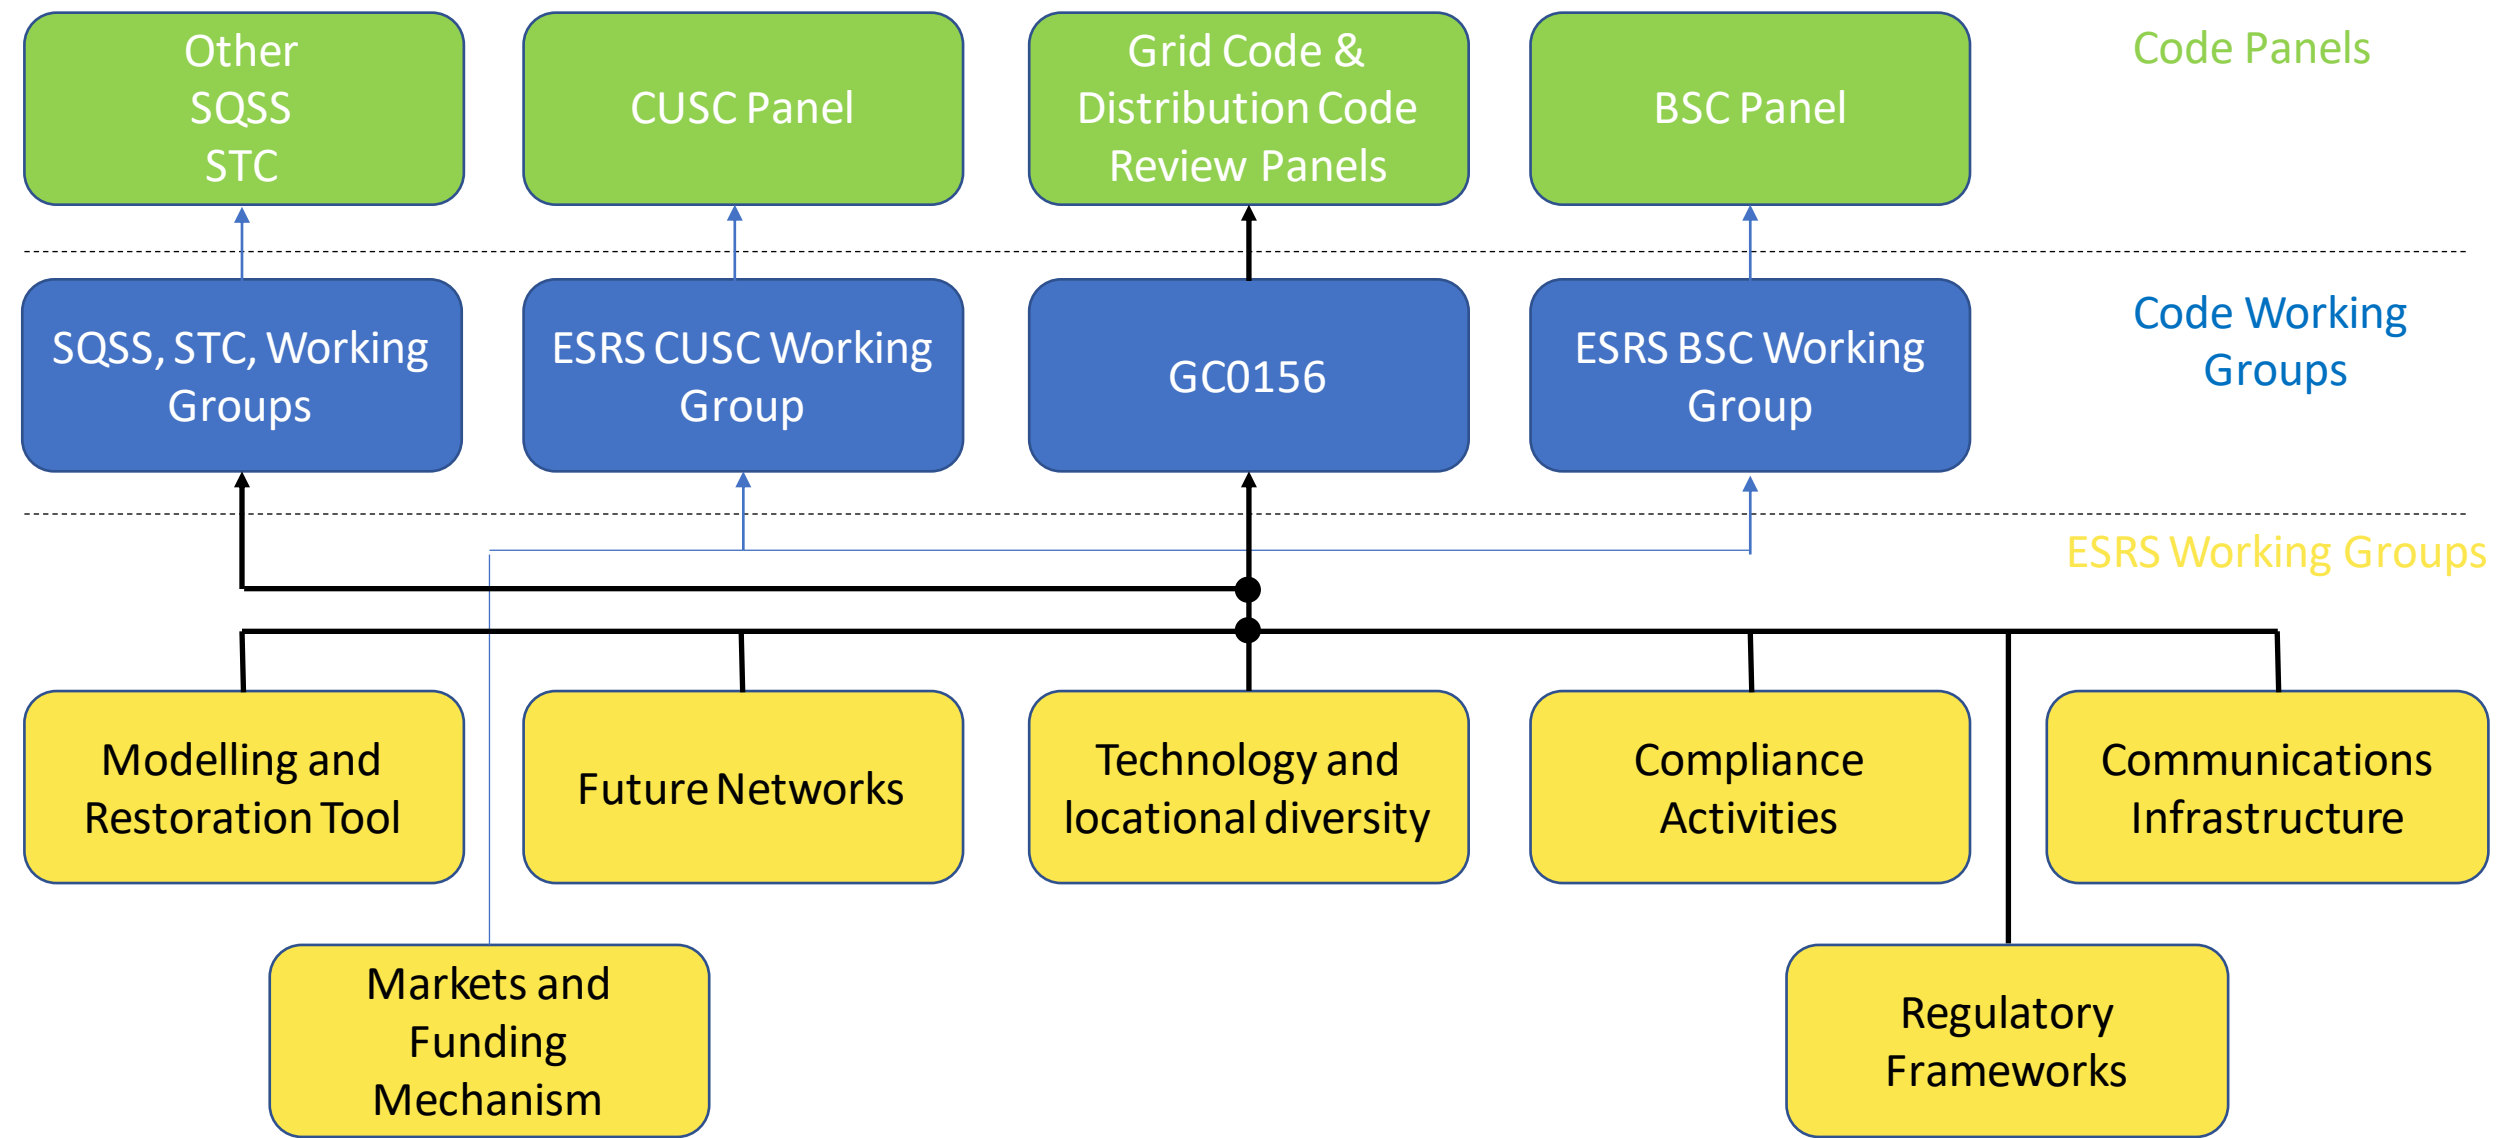 Other
SQSS
STC
CUSC Panel
Grid Code &
Distribution Code
Review Panels
BSC Panel
Code Panels
SQSS, STC, Working
Groups
ESRS CUSC Working
Group
GC0156
ESRS BSC Working
Group
Code Working
Groups
ESRS Working Groups
Modelling and
Restoration Tool
Future Networks
Technology and
locational diversity
Compliance
Activities
Communications
Infrastructure
Markets and
Funding
Mechanism
Regulatory
Frameworks